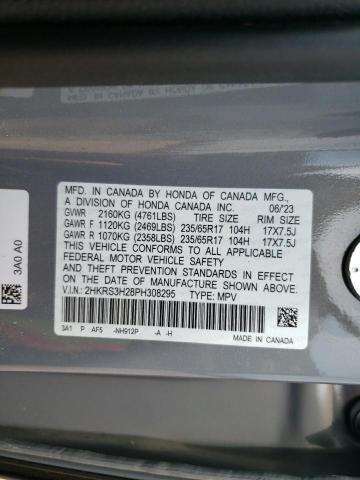 MFD. IN CANADA BY HONDA OF CANADA MFG.,
A DIVISION OF HONDA CANADA INC. 06/'23
GVWR 2160KG (4761LBS) TIRE SIZE RIM SIZE
GAWR F 1120KG (2469LBS) 235/65R17 104H 17X7.5J
GAWR R 1070KG (2358LBS) 235/65R17 104H 17X7.5J
THIS VEHICLE CONFORMS TO ALL APPLICABLE
FEDERAL MOTOR VEHICLE SAFETY
STANDARDS IN EFFECT ON THE
DATE OF MANUFACTURE SHOWN ABOVE.
V.I.N.: 2HKRS3H28PH308295 TYPE: MPV
3A1 P AF5 -NH912P -A -H
MADE IN CANADA
3A0 A0